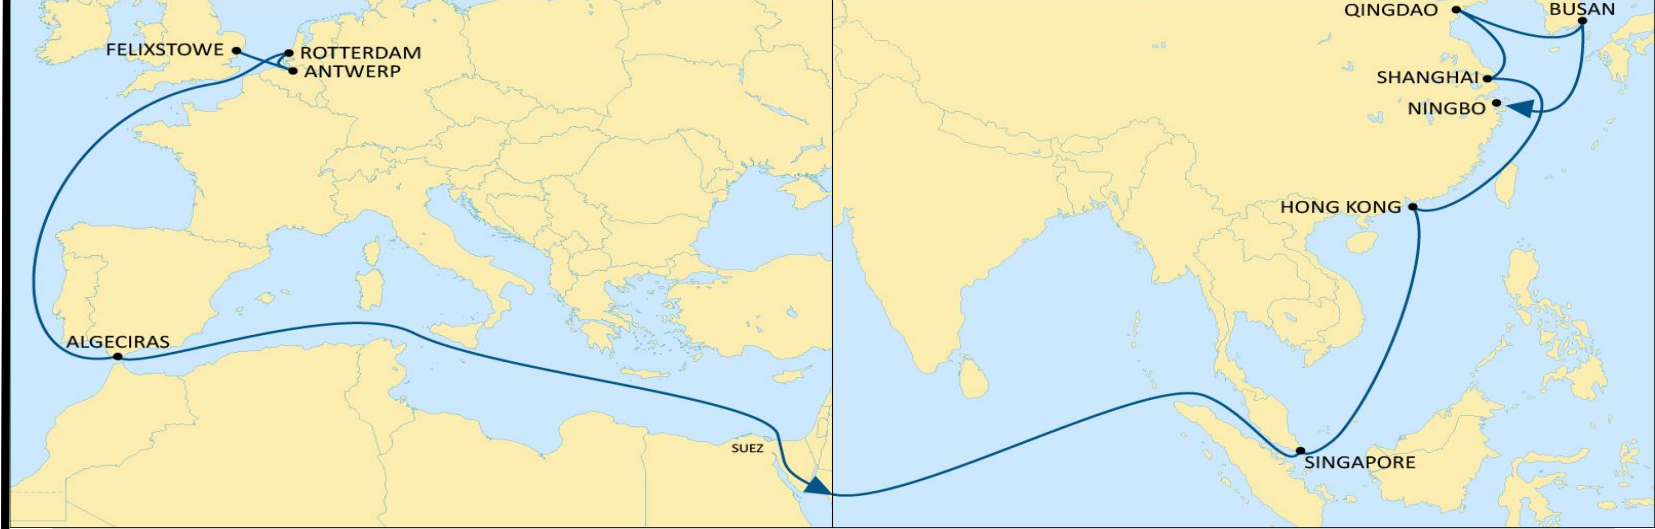 FELIXSTOWE
ROTTERDAM
ANTWERP
ALGECIRAS
SUEZ
QINGDAO
BUSAN
SHANGHAI
NINGBO
HONG KONG
SINGAPORE